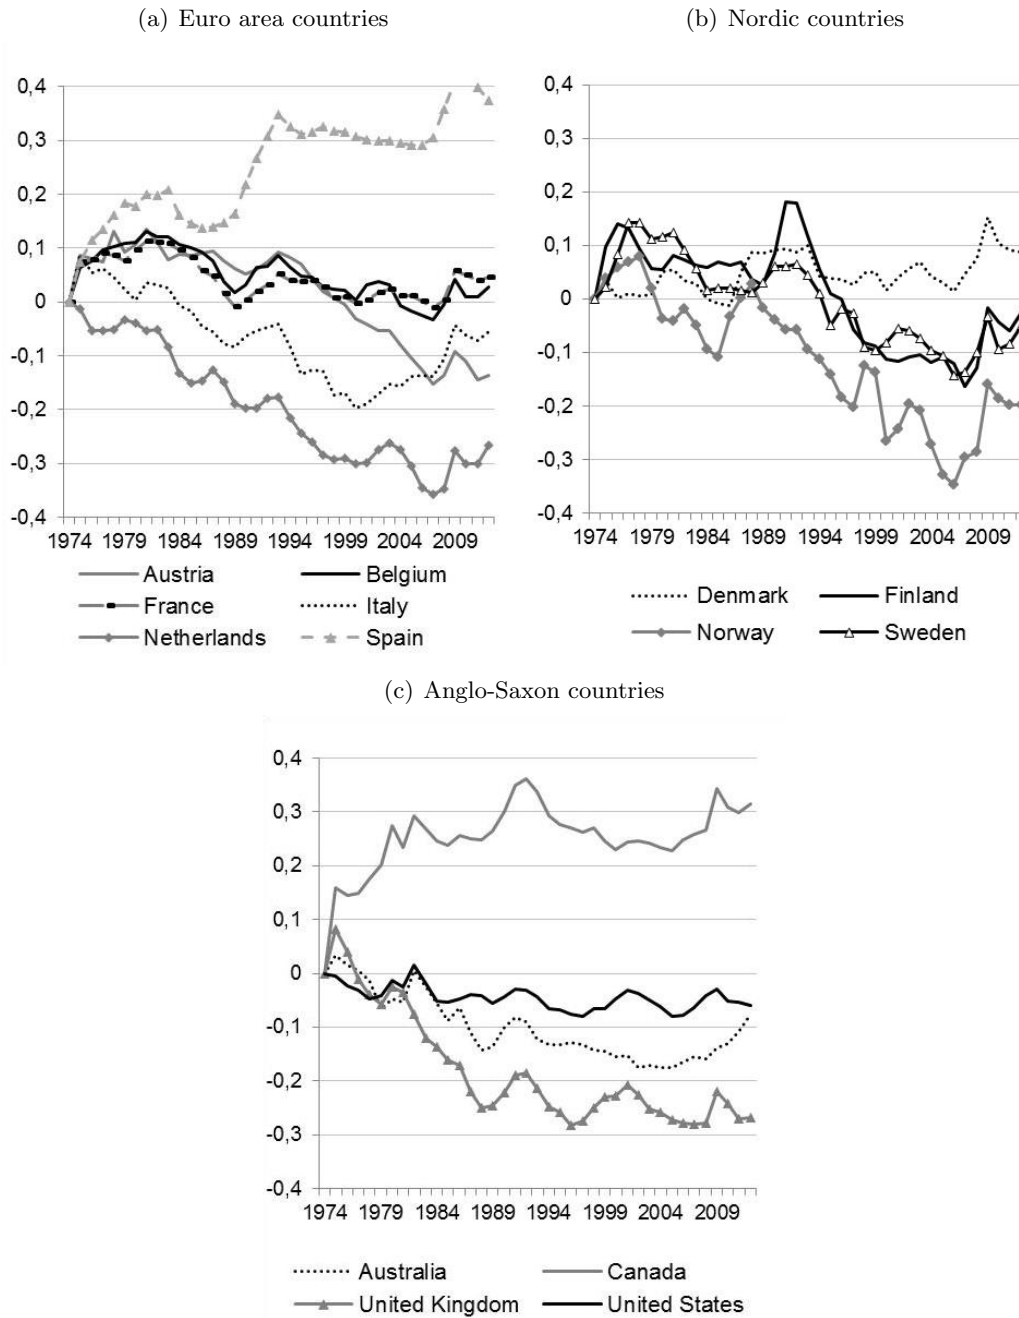 (a) Euro area countries
0,4
0,3
0,2
0,1
0
-0,1
-0,2
-0,3
-0,4
1974 1979 1984 1989 1994 1999 2004 2009
Austria Belgium
France Italy
Netherlands Spain
(b) Nordic countries
0,4
0,3
0,2
0,1
0
-0,1
-0,2
-0,3
-0,4
1974 1979 1984 1989 1994 1999 2004 2009
Denmark Finland
Norway Sweden
(c) Anglo-Saxon countries
0,4
0,3
0,2
0,1
0
-0,1
-0,2
-0,3
-0,4
1974 1979 1984 1989 1994 1999 2004 2009
Australia Canada
United Kingdom United States